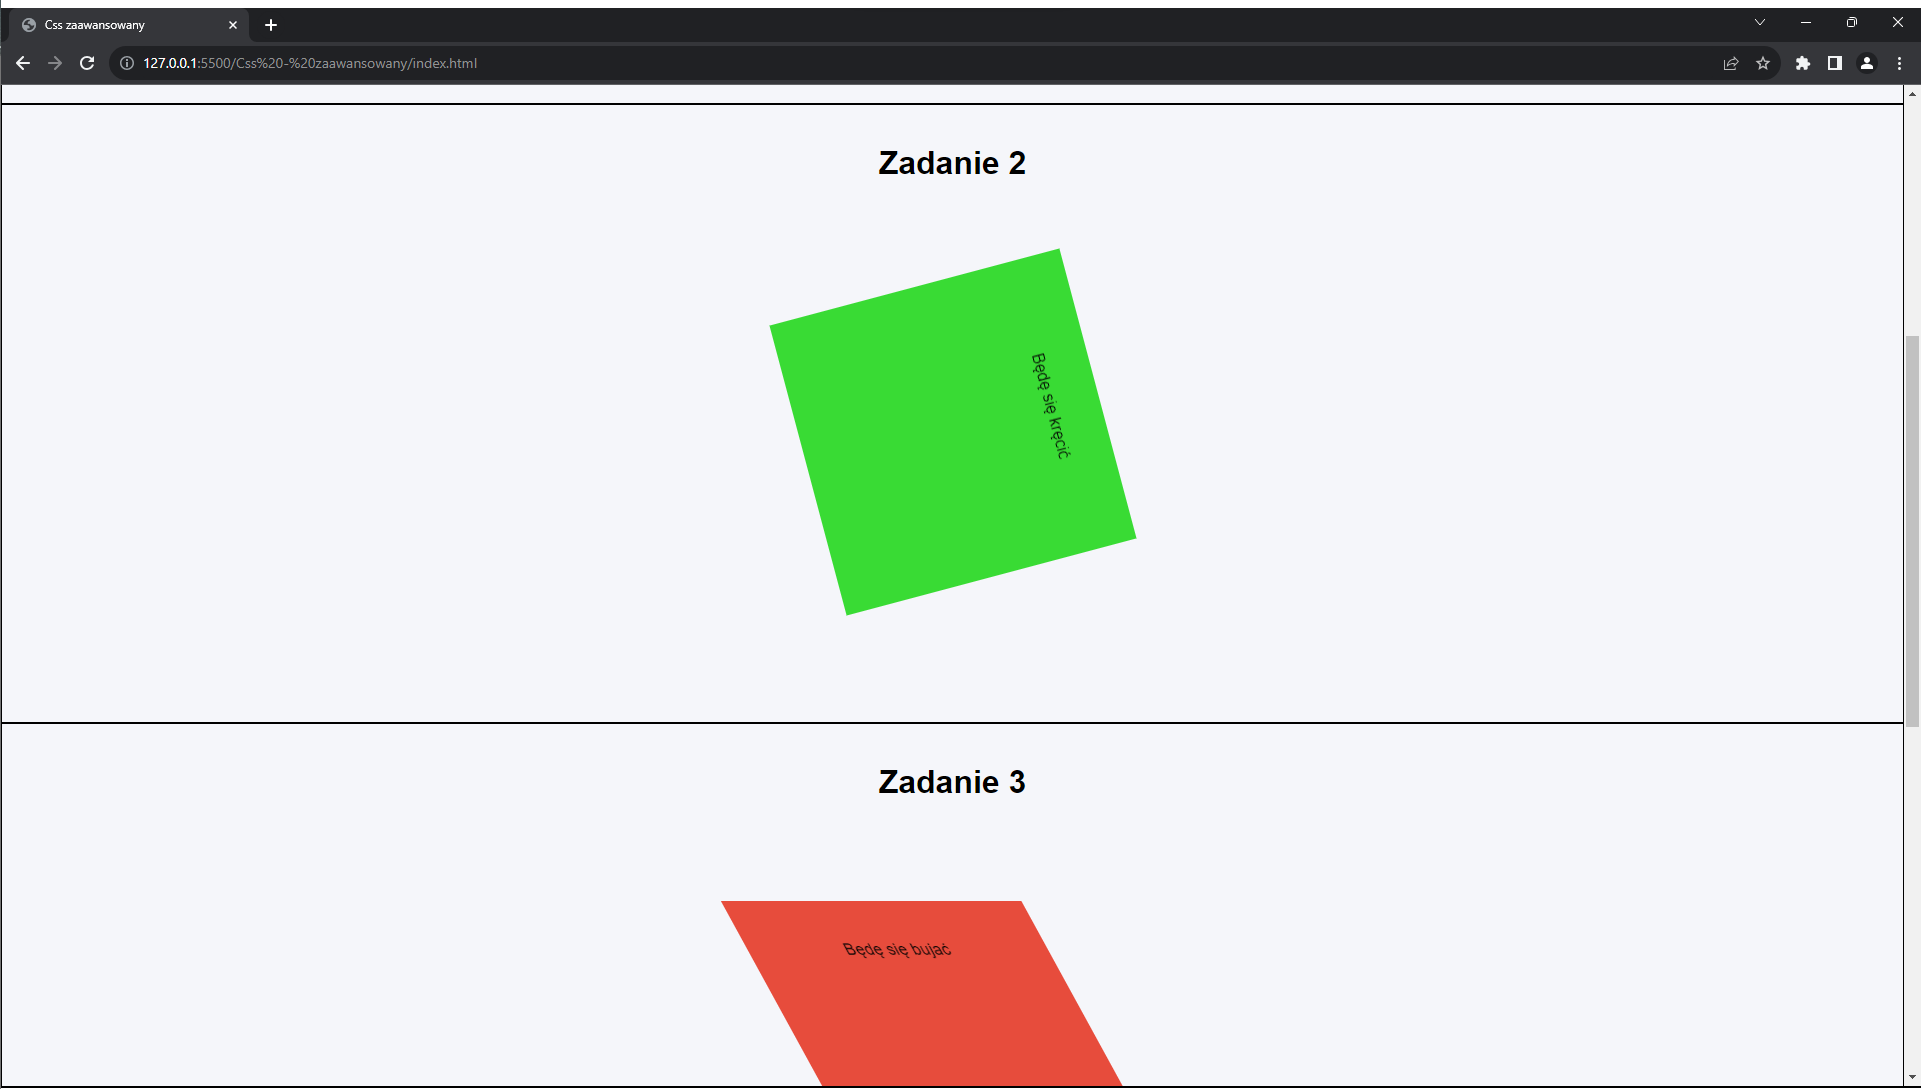 Css zaawansowany
127.0.0.1:5500/Css%20-%20zaawansowany/index.html
Zadanie 2
Będę się kręcić
Zadanie 3
Będę się bujać